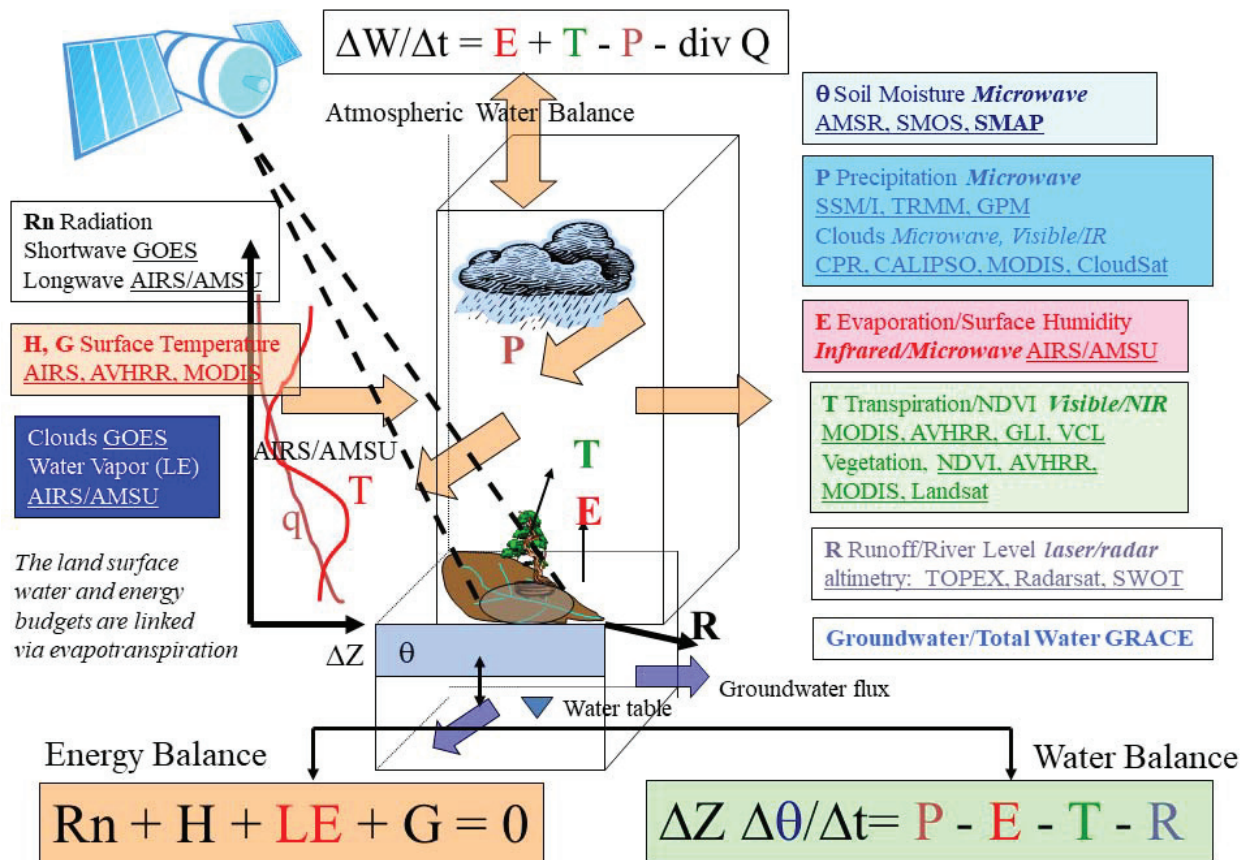 ΔW/Δt = E + T - P - div Q
Atmospheric Water Balance
θ Soil Moisture Microwave
AMSR, SMOS, SMAP
P Precipitation Microwave
SSM/I, TRMM, GPM
Clouds Microwave, Visible/IR
CPR, CALIPSO, MODIS, CloudSat
E Evaporation/Surface Humidity
Infrared/Microwave AIRS/AMSU
T Transpiration/NDVI Visible/NIR
MODIS, AVHRR, GLI, VCL
Vegetation, NDVI, AVHRR,
MODIS, Landsat
R Runoff/River Level laser/radar
altimetry: TOPEX, Radarsat, SWOT
Groundwater/Total Water GRACE
Rn Radiation
Shortwave GOES
Longwave AIRS/AMSU
H, G Surface Temperature
AIRS, AVHRR, MODIS
Clouds GOES
Water Vapor (LE)
AIRS/AMSU
The land surface
water and energy
budgets are linked
via evapotranspiration
AIRS/AMSU
T
q
P
T
E
R
ΔZ
θ
Groundwater flux
Water table
Energy Balance
Rn + H + LE + G = 0
Water Balance
ΔZ Δθ/Δt= P - E - T - R